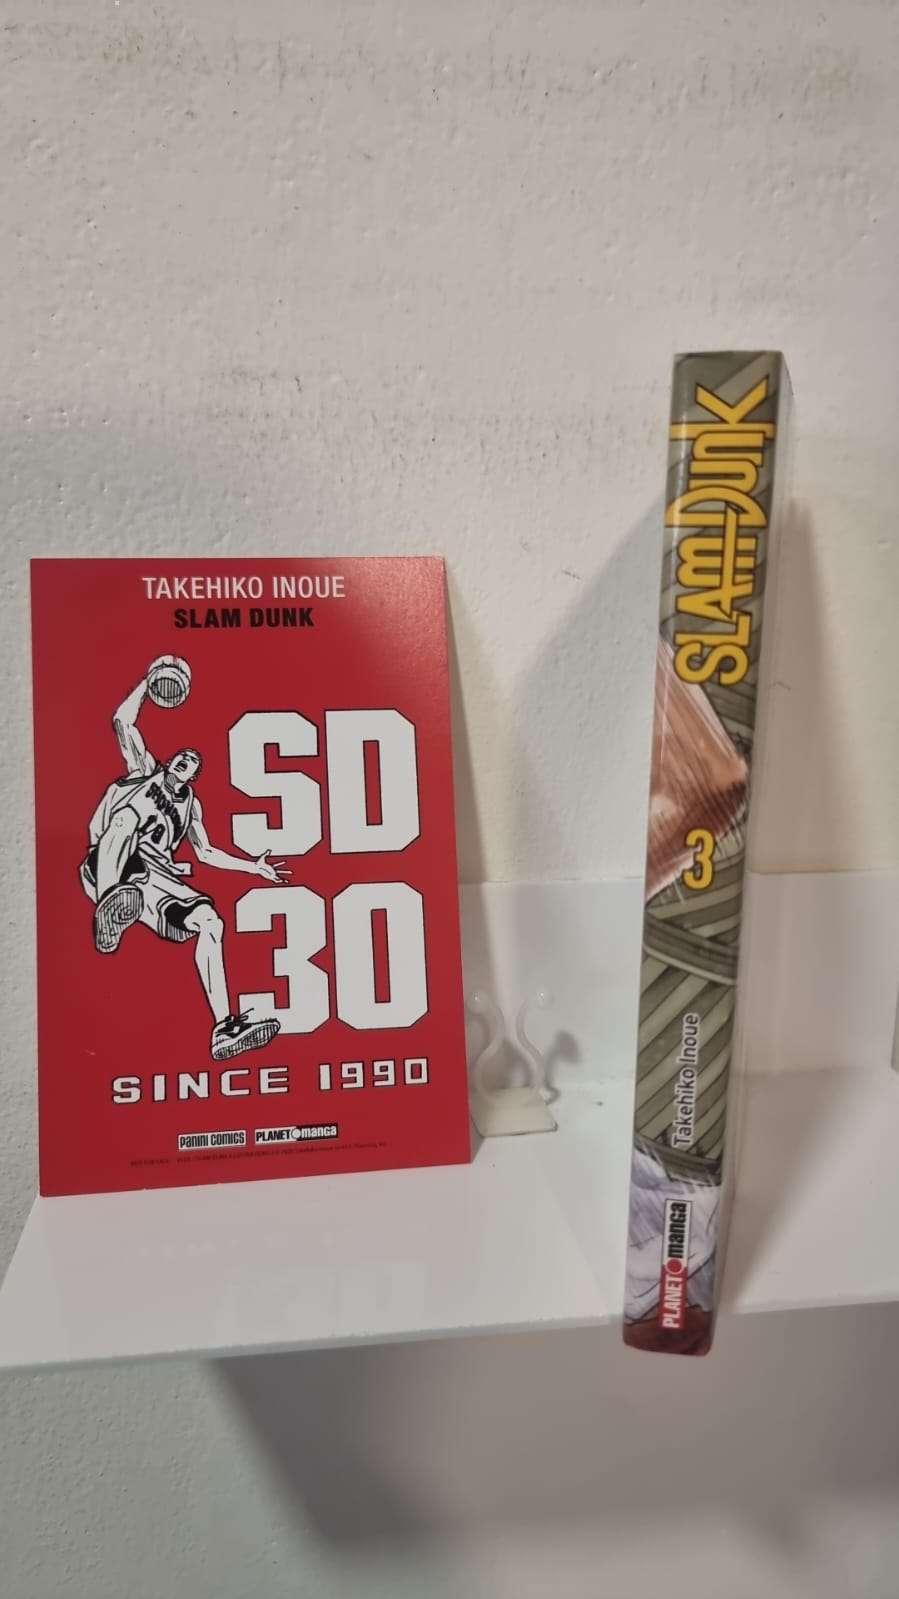 TAKEHIKO INOUE
SLAM DUNK
SD
30
SINCE 1990
PANINI COMICS
PLANET manga
SLAM DUNK
3
Takehiko Inoue
PLANET manga